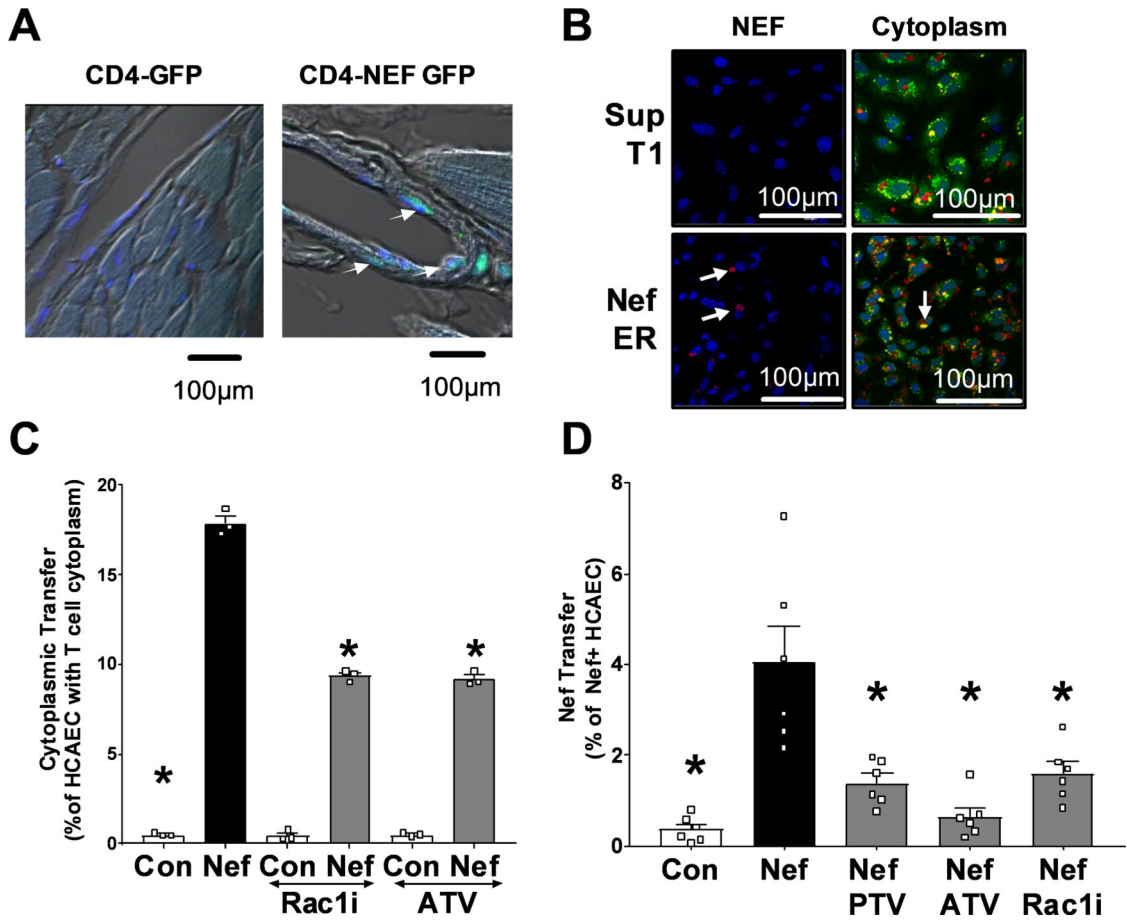 A
CD4-GFP
CD4-NEF GFP
100µm
100µm
B
NEF
Cytoplasm
Sup
T1
100µm
100µm
Nef
ER
100µm
100µm
C
Cytoplasmic Transfer
(%of HCAEC with T cell cytoplasm)
20
15
10
5
0
*
*
*
Con Nef Con Nef Con Nef
Rac1i
ATV
D
Nef Transfer
(% of Nef+ HCAEC)
8
6
4
2
0
*
*
*
*
Con Nef Nef Nef Nef
PTV ATV Rac1i